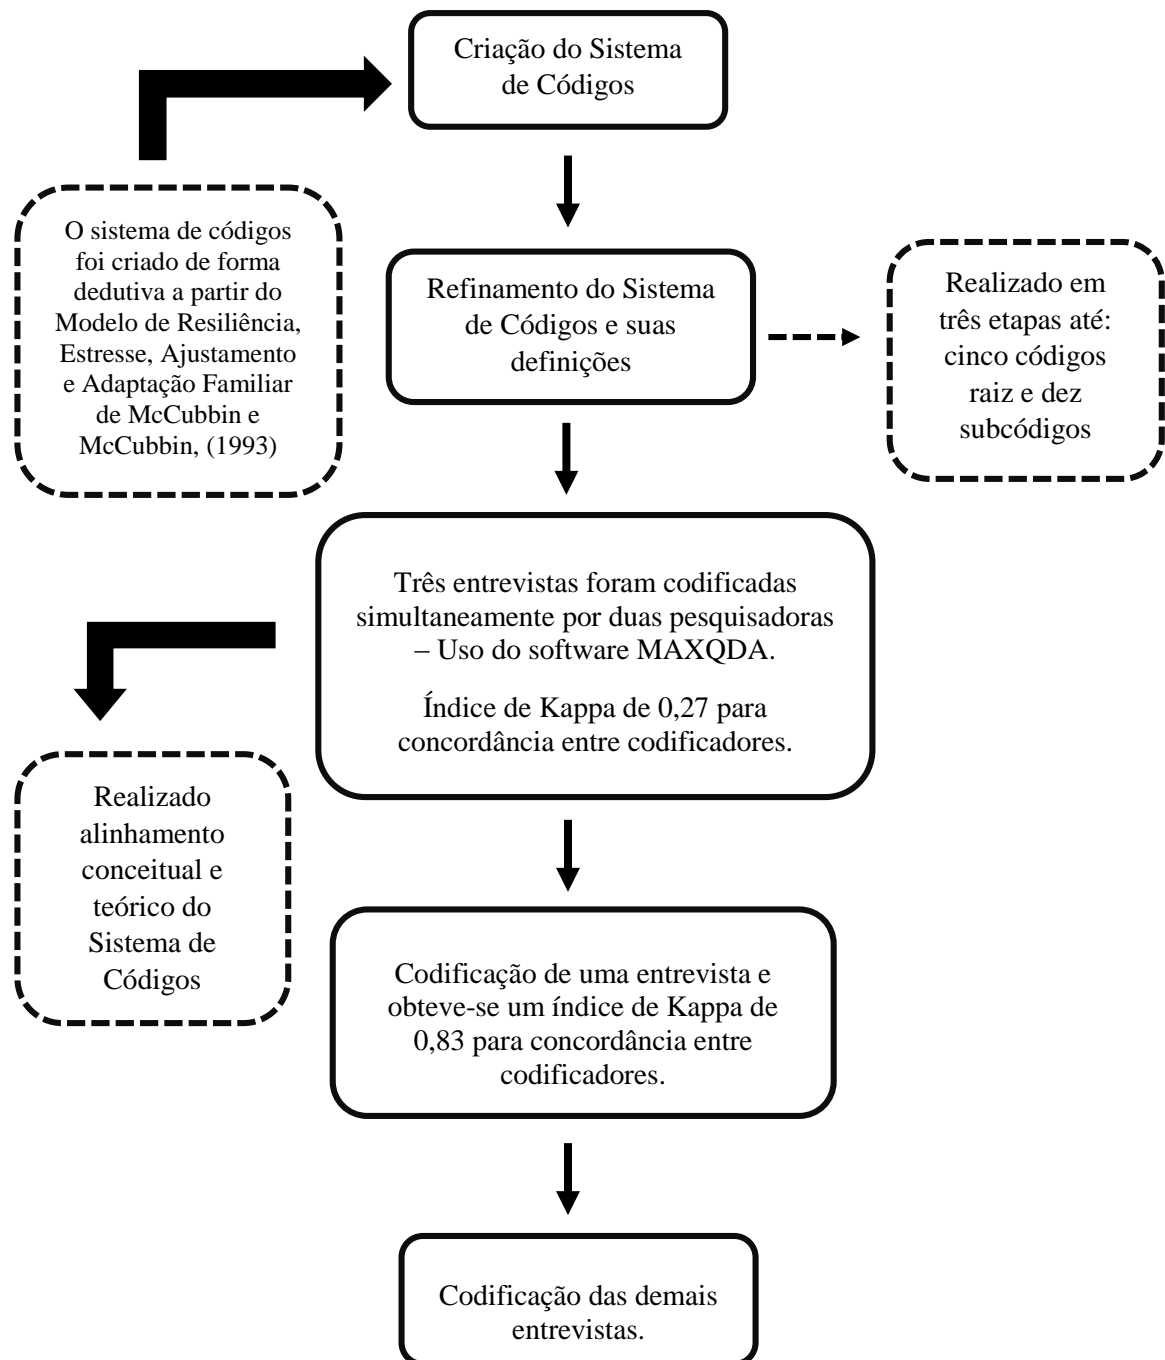 Criação do Sistema
de Códigos
O sistema de códigos
foi criado de forma
dedutiva a partir do
Modelo de Resiliência,
Estresse, Ajustamento
e Adaptação Familiar
de McCubbin e
McCubbin, (1993)
Refinamento do Sistema
de Códigos e suas
definições
Realizado em
três etapas até:
cinco códigos
raiz e dez
subcódigos
Três entrevistas foram codificadas
simultaneamente por duas pesquisadoras
– Uso do software MAXQDA.
Índice de Kappa de 0,27 para
concordância entre codificadores.
Realizado
alinhamento
conceitual e
teórico do
Sistema de
Códigos
Codificação de uma entrevista e
obteve-se um índice de Kappa de
0,83 para concordância entre
codificadores.
Codificação das demais
entrevistas.